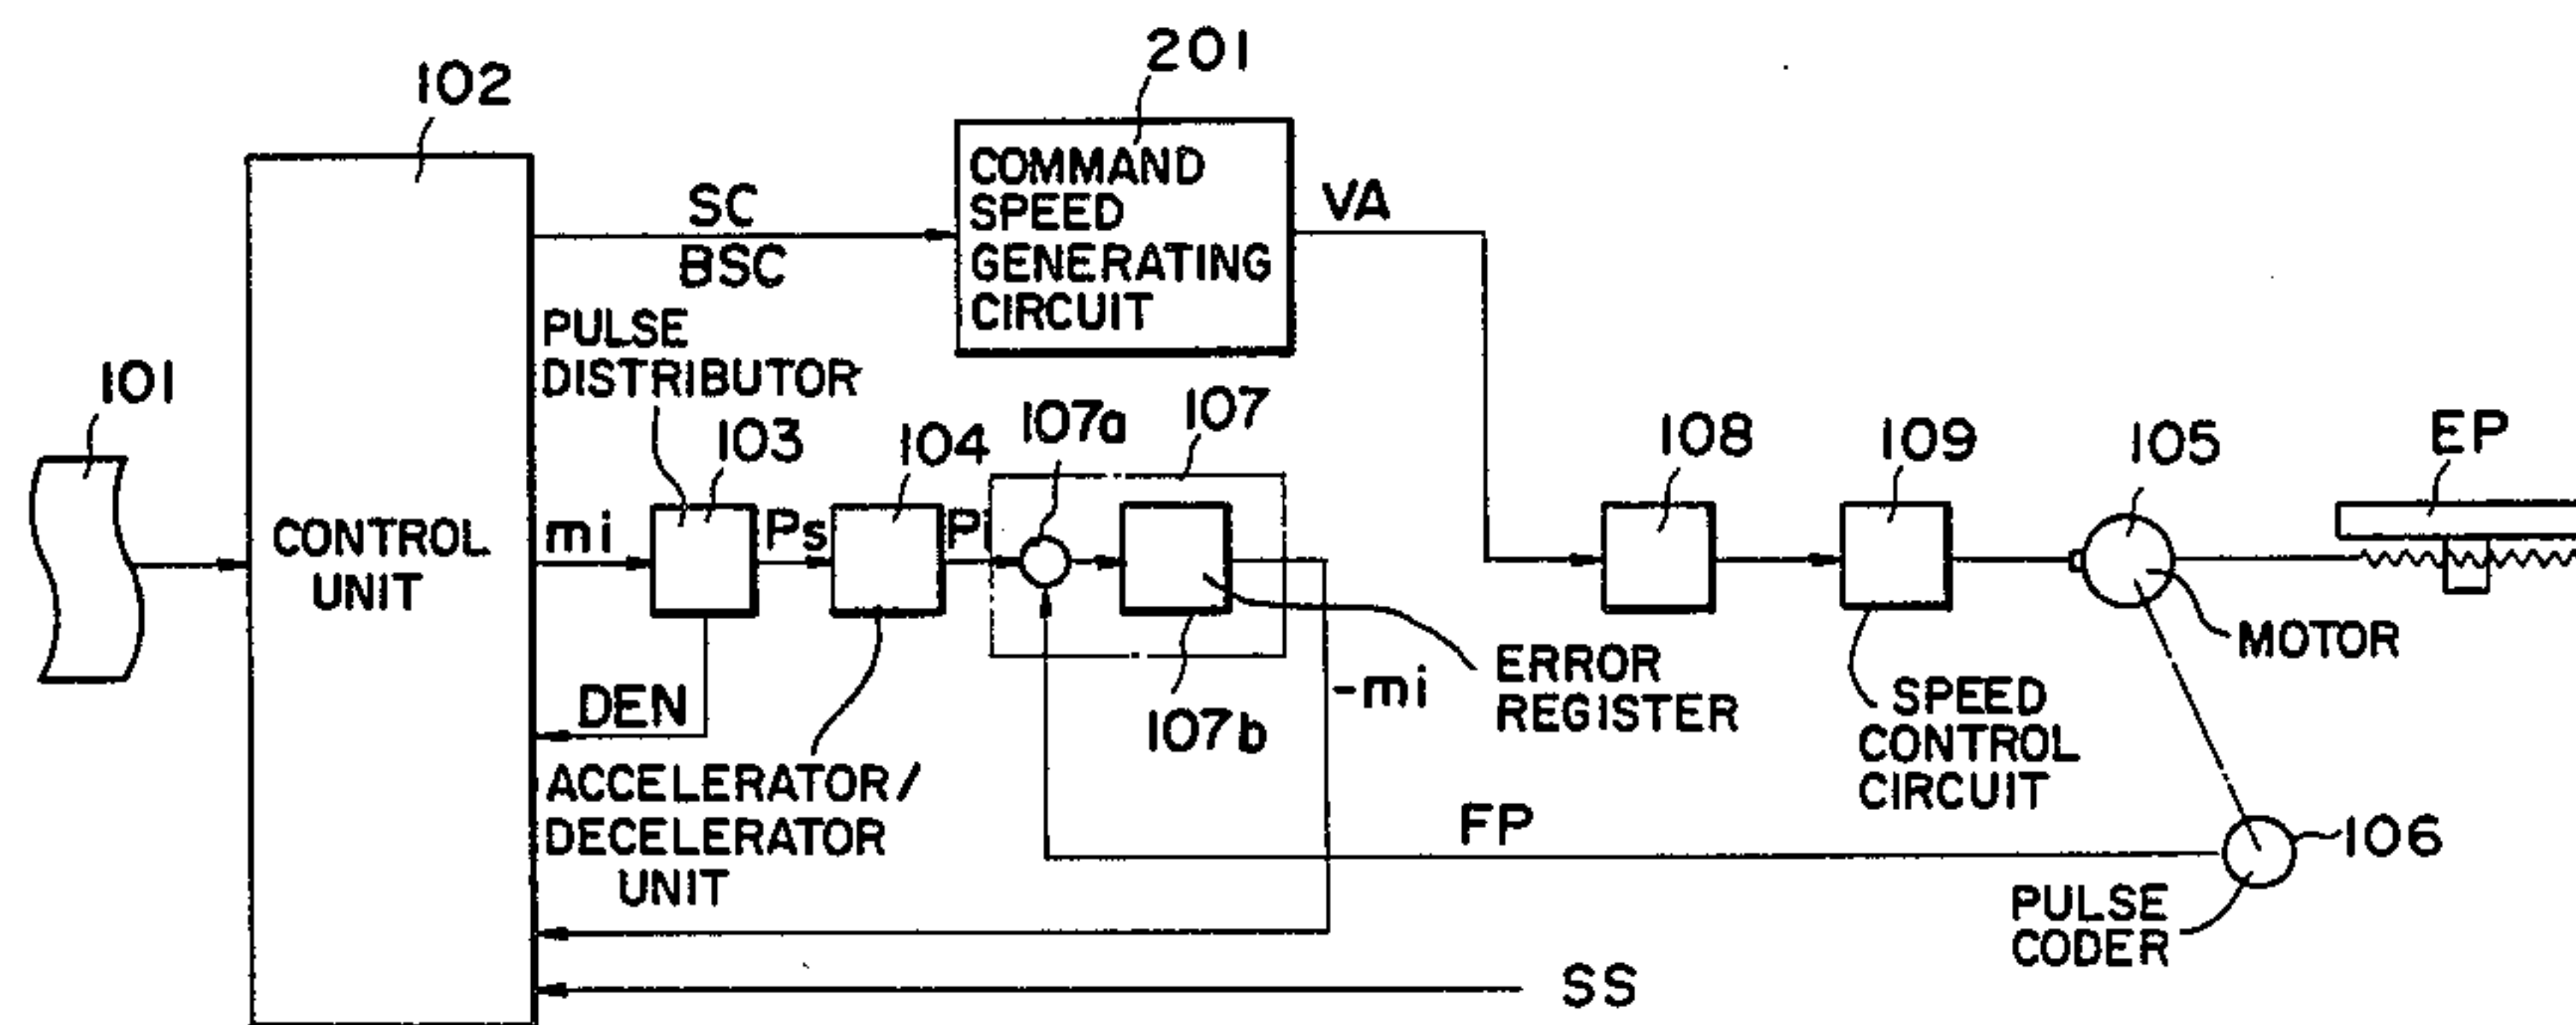 201
102
COMMAND
SPEED
GENERATING
CIRCUIT
SC
BSC
VA
PULSE
DISTRIBUTOR
101
103
104
107a
107
108
109
105
EP
CONTROL
UNIT
mi
Ps
Pi
MOTOR
DEN
-mi
ERROR
REGISTER
107b
SPEED
CONTROL
CIRCUIT
ACCELERATOR/
DECELERATOR
UNIT
FP
106
PULSE
CODER
SS